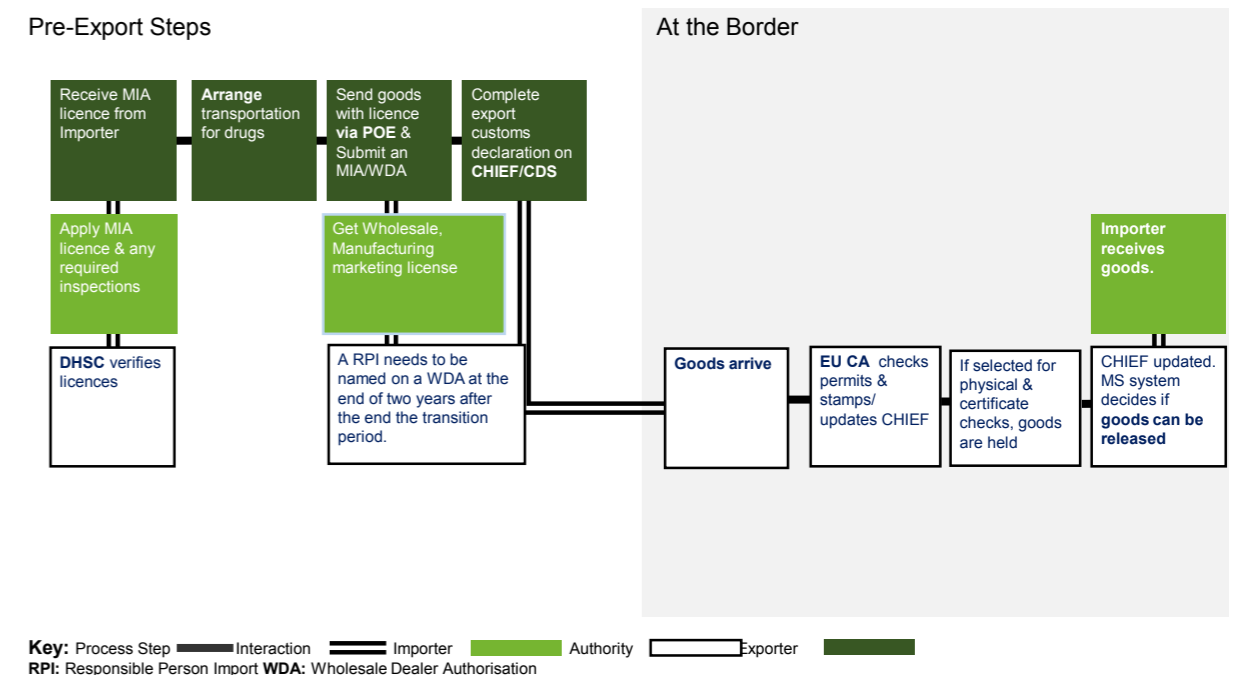 Pre-Export Steps
At the Border
Receive MIA
licence from
Importer
Arrange
transportation
for drugs
Send goods
with licence
via POE &
Submit an
MIA/WDA
Complete
export
customs
declaration on
CHIEF/CDS
Apply MIA
licence & any
required
inspections
Get Wholesale,
Manufacturing
marketing license
Importer
receives
goods.
DHSC verifies
licences
A RPI needs to be
named on a WDA at the
end of two years after
the end the transition
period.
Goods arrive
EU CA checks
permits &
stamps/
updates CHIEF
If selected for
physical &
certificate
checks, goods
are held
CHIEF updated.
MS system
decides if
goods can be
released
Key: Process Step Interaction Importer Authority Exporter
RPI: Responsible Person Import WDA: Wholesale Dealer Authorisation